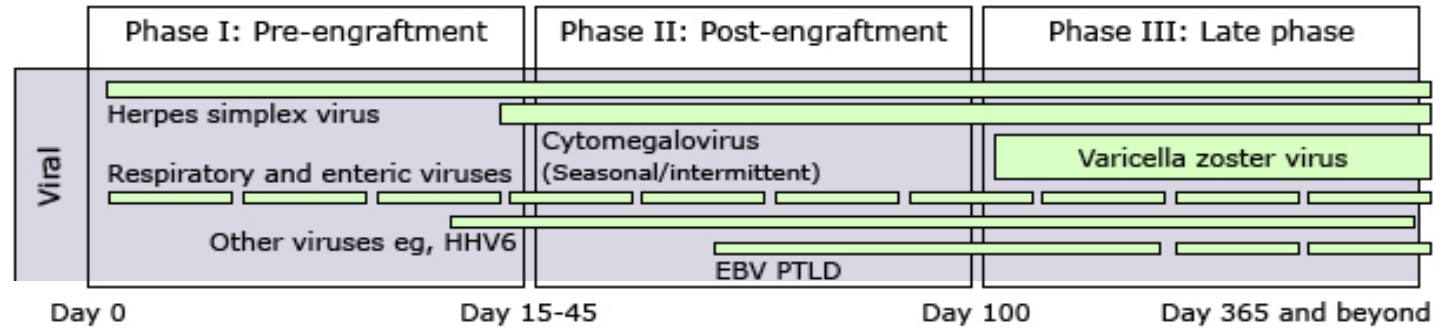 Phase I: Pre-engraftment
Phase II: Post-engraftment
Phase III: Late phase
Viral
Herpes simplex virus
Cytomegalovirus
(Seasonal/intermittent)
Varicella zoster virus
Respiratory and enteric viruses
Other viruses eg, HHV6
EBV PTLD
Day 0
Day 15-45
Day 100
Day 365 and beyond